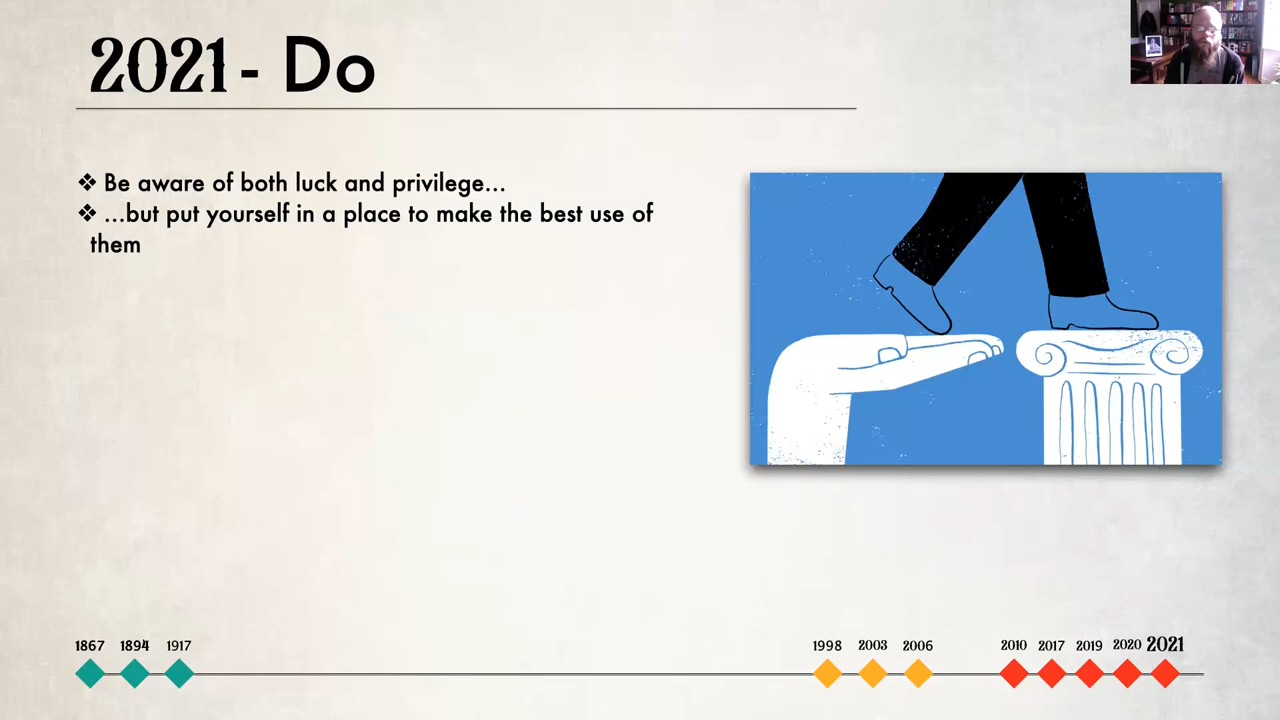 2021 - Do
❖ Be aware of both luck and privilege...
❖ ...but put yourself in a place to make the best use of
them
1867 1894 1917 1998 2003 2006 2010 2017 2019 2020 2021